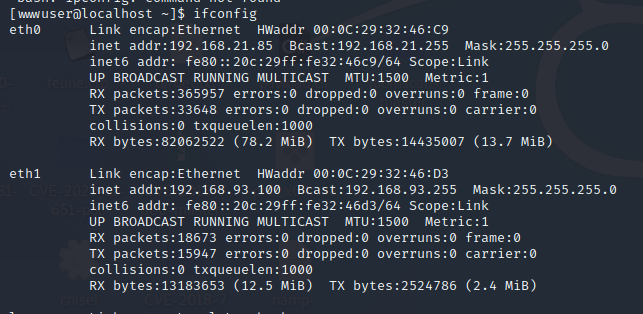 bash: ifconfig: command not found
[wwwuser@localhost ~]$ ifconfig
eth0 Link encap:Ethernet HWaddr 00:0C:29:32:46:C9
inet addr:192.168.21.85 Bcast:192.168.21.255 Mask:255.255.255.0
inet6 addr: fe80::20c:29ff:fe32:46c9/64 Scope:Link
UP BROADCAST RUNNING MULTICAST MTU:1500 Metric:1
RX packets:365957 errors:0 dropped:0 overruns:0 frame:0
TX packets:33648 errors:0 dropped:0 overruns:0 carrier:0
collisions:0 txqueuelen:1000
RX bytes:82062522 (78.2 MiB) TX bytes:14435007 (13.7 MiB)
eth1 Link encap:Ethernet HWaddr 00:0C:29:32:46:D3
inet addr:192.168.93.100 Bcast:192.168.93.255 Mask:255.255.255.0
inet6 addr: fe80::20c:29ff:fe32:46d3/64 Scope:Link
UP BROADCAST RUNNING MULTICAST MTU:1500 Metric:1
RX packets:18673 errors:0 dropped:0 overruns:0 frame:0
TX packets:15947 errors:0 dropped:0 overruns:0 carrier:0
collisions:0 txqueuelen:1000
RX bytes:13183653 (12.5 MiB) TX bytes:2524786 (2.4 MiB)